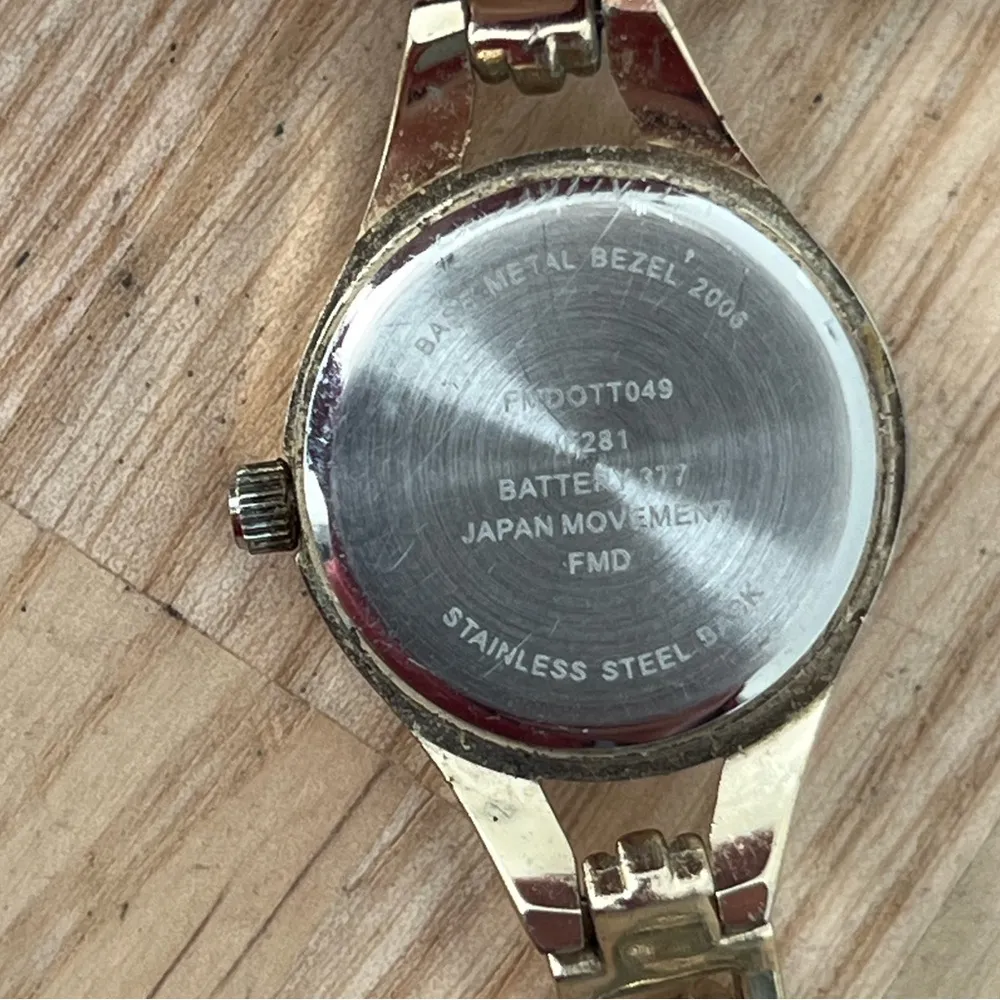 BASE METAL BEZEL 2006
FMDOTT049
281
BATTERY 377
JAPAN MOVEMENT
FMD
STAINLESS STEEL BACK